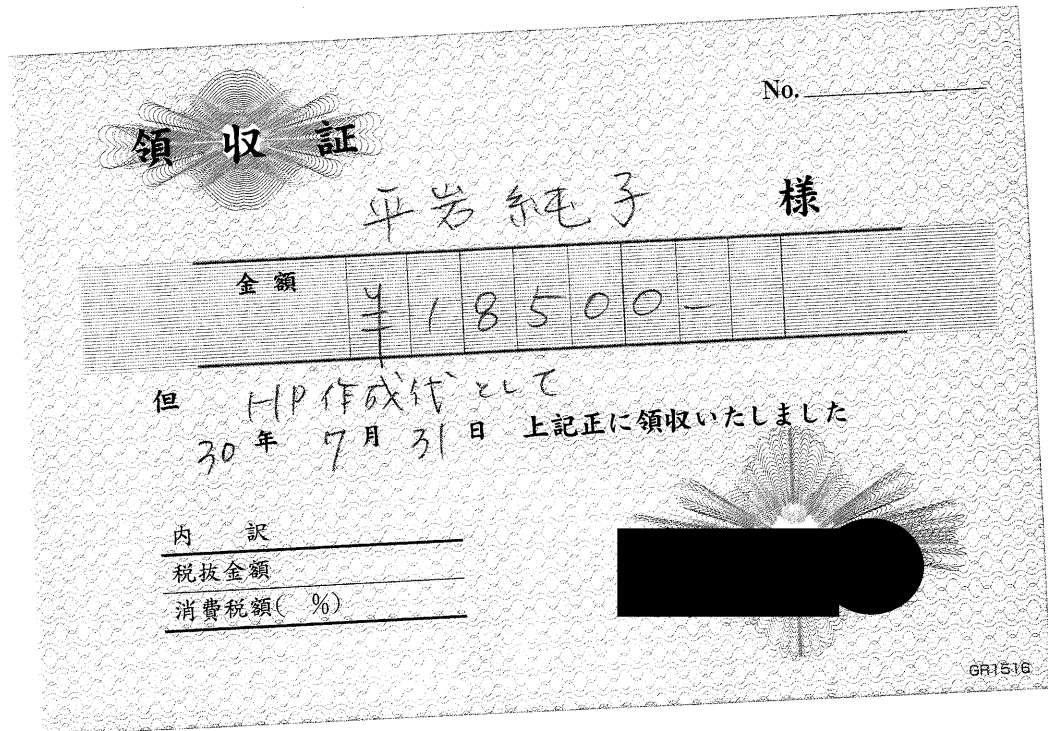 No.
領収証
平岩純子 様
金額 ¥18500-
但 HP作成代として
30年7月31日 上記正に領収いたしました
内訳
税抜金額
消費税額( %)
GR1516